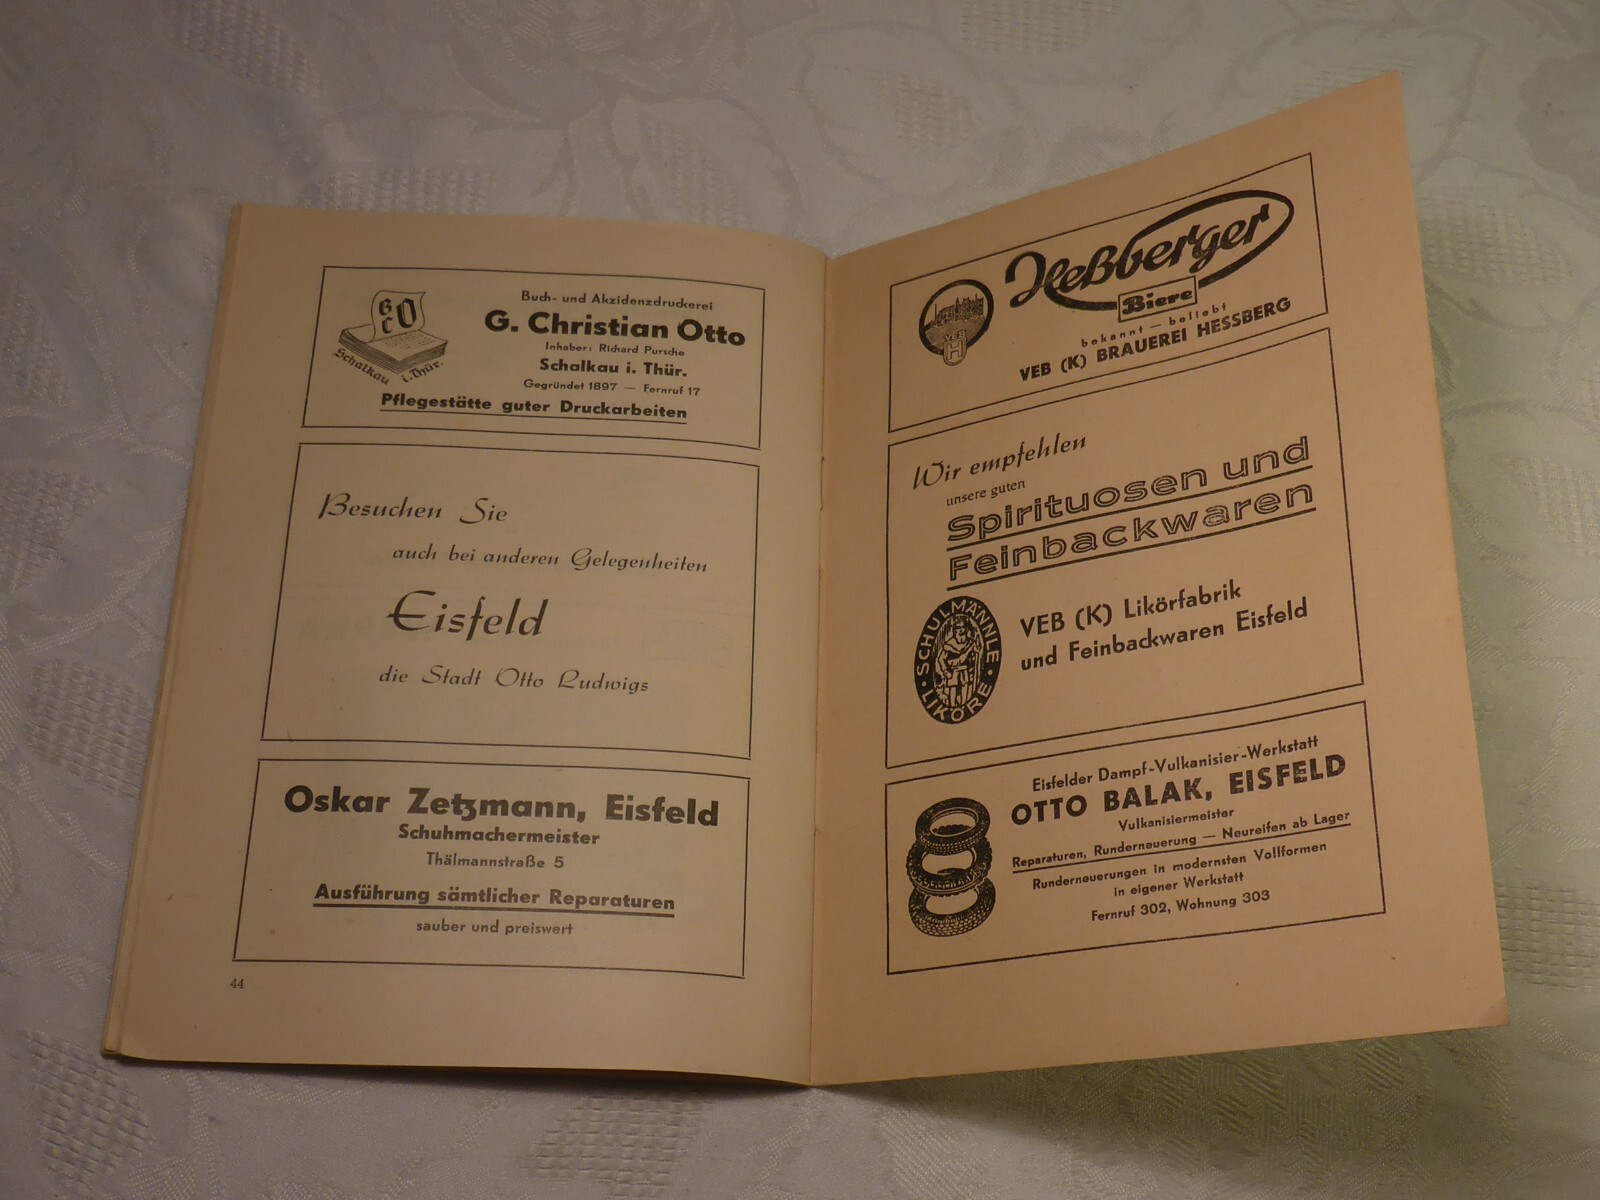 G C O
Schalkau i. Thür.
Buch- und Akzidenzdruckerei
G. Christian Otto
Inhaber: Richard Pursche
Schalkau i. Thür.
Gegründet 1897 — Fernruf 17
Pflegestätte guter Druckarbeiten
Besuchen Sie
auch bei anderen Gelegenheiten
Eisfeld
die Stadt Otto Ludwigs
Oskar Zetzmann, Eisfeld
Schuhmachermeister
Thälmannstraße 5
Ausführung sämtlicher Reparaturen
sauber und preiswert
44
VEB
H
Heßberger
Biere
bekannt — beliebt
VEB (K) BRAUEREI HESSBERG
Wir empfehlen
unsere guten
Spirituosen und
Feinbackwaren
SCHULMÄNNLE
LIKÖRE
VEB (K) Likörfabrik
und Feinbackwaren Eisfeld
Eisfelder Dampf-Vulkanisier-Werkstatt
OTTO BALAK, EISFELD
Vulkanisiermeister
Reparaturen, Runderneuerung — Neureifen ab Lager
Runderneuerungen in modernsten Vollformen
in eigener Werkstatt
Fernruf 302, Wohnung 303